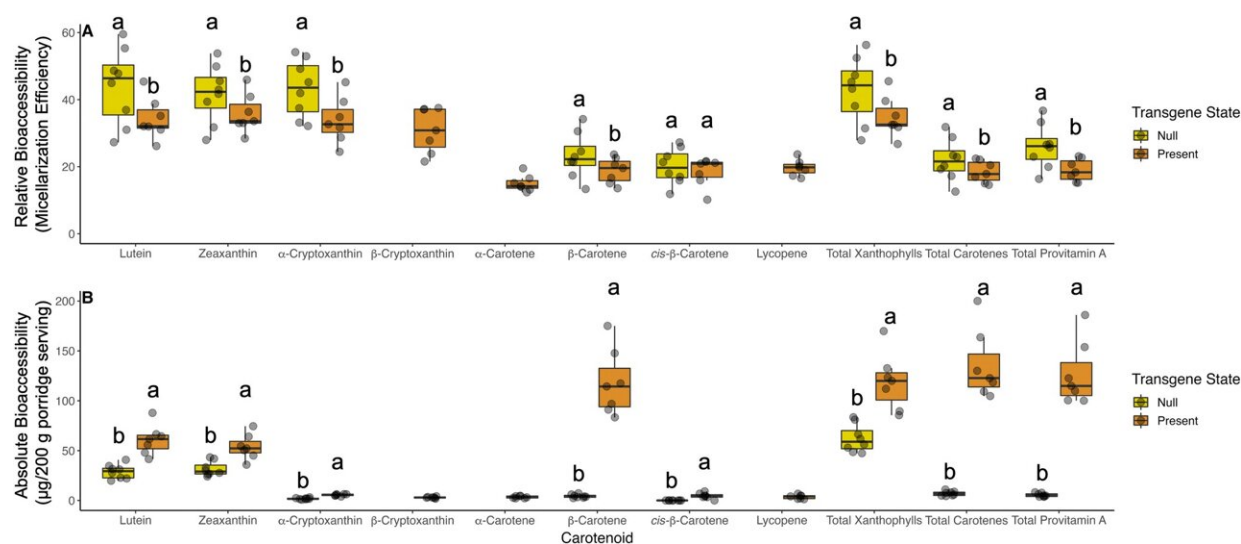 A
Relative Bioaccessibility
(Micellarization Efficiency)
60
40
20
0
a b a b a b a b a a a b a b a b
Lutein Zeaxanthin α-Cryptoxanthin β-Cryptoxanthin α-Carotene β-Carotene cis-β-Carotene Lycopene Total Xanthophylls Total Carotenes Total Provitamin A
Transgene State
Null
Present
B
Absolute Bioaccessibility
(µg/200 g porridge serving)
200
150
100
50
0
b a b a b a b a b a b a b a b a
Lutein Zeaxanthin α-Cryptoxanthin β-Cryptoxanthin α-Carotene β-Carotene cis-β-Carotene Lycopene Total Xanthophylls Total Carotenes Total Provitamin A
Carotenoid
Transgene State
Null
Present